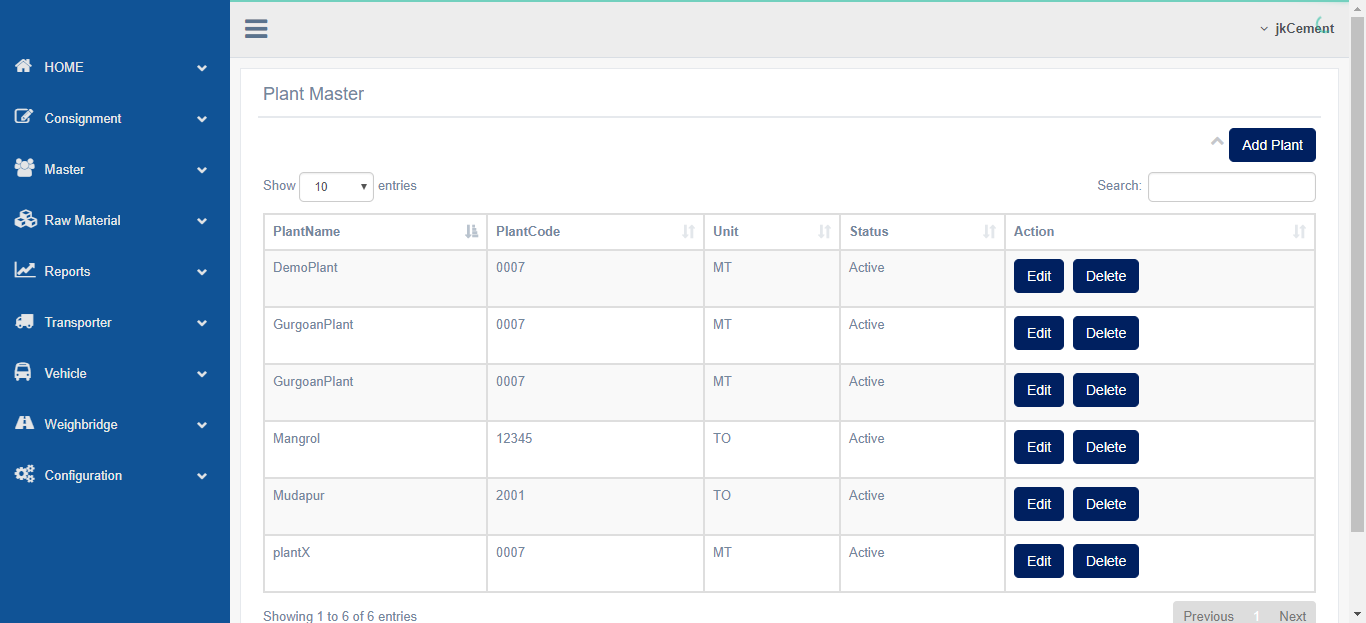 jkCement
HOME
Consignment
Master
Raw Material
Reports
Transporter
Vehicle
Weighbridge
Configuration
Plant Master
Add Plant
Show 10 entries Search:
PlantName PlantCode Unit Status Action
DemoPlant 0007 MT Active Edit Delete
GurgoanPlant 0007 MT Active Edit Delete
GurgoanPlant 0007 MT Active Edit Delete
Mangrol 12345 TO Active Edit Delete
Mudapur 2001 TO Active Edit Delete
plantX 0007 MT Active Edit Delete
Showing 1 to 6 of 6 entries Previous 1 Next